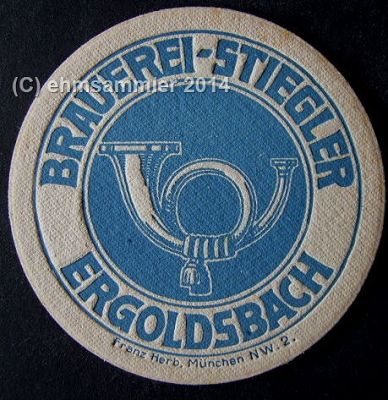 (C) ehmsammler 2014
BRAUEREI-STIEGLER
ERGOLDSBACH
Franz Herb, München NW. 2.